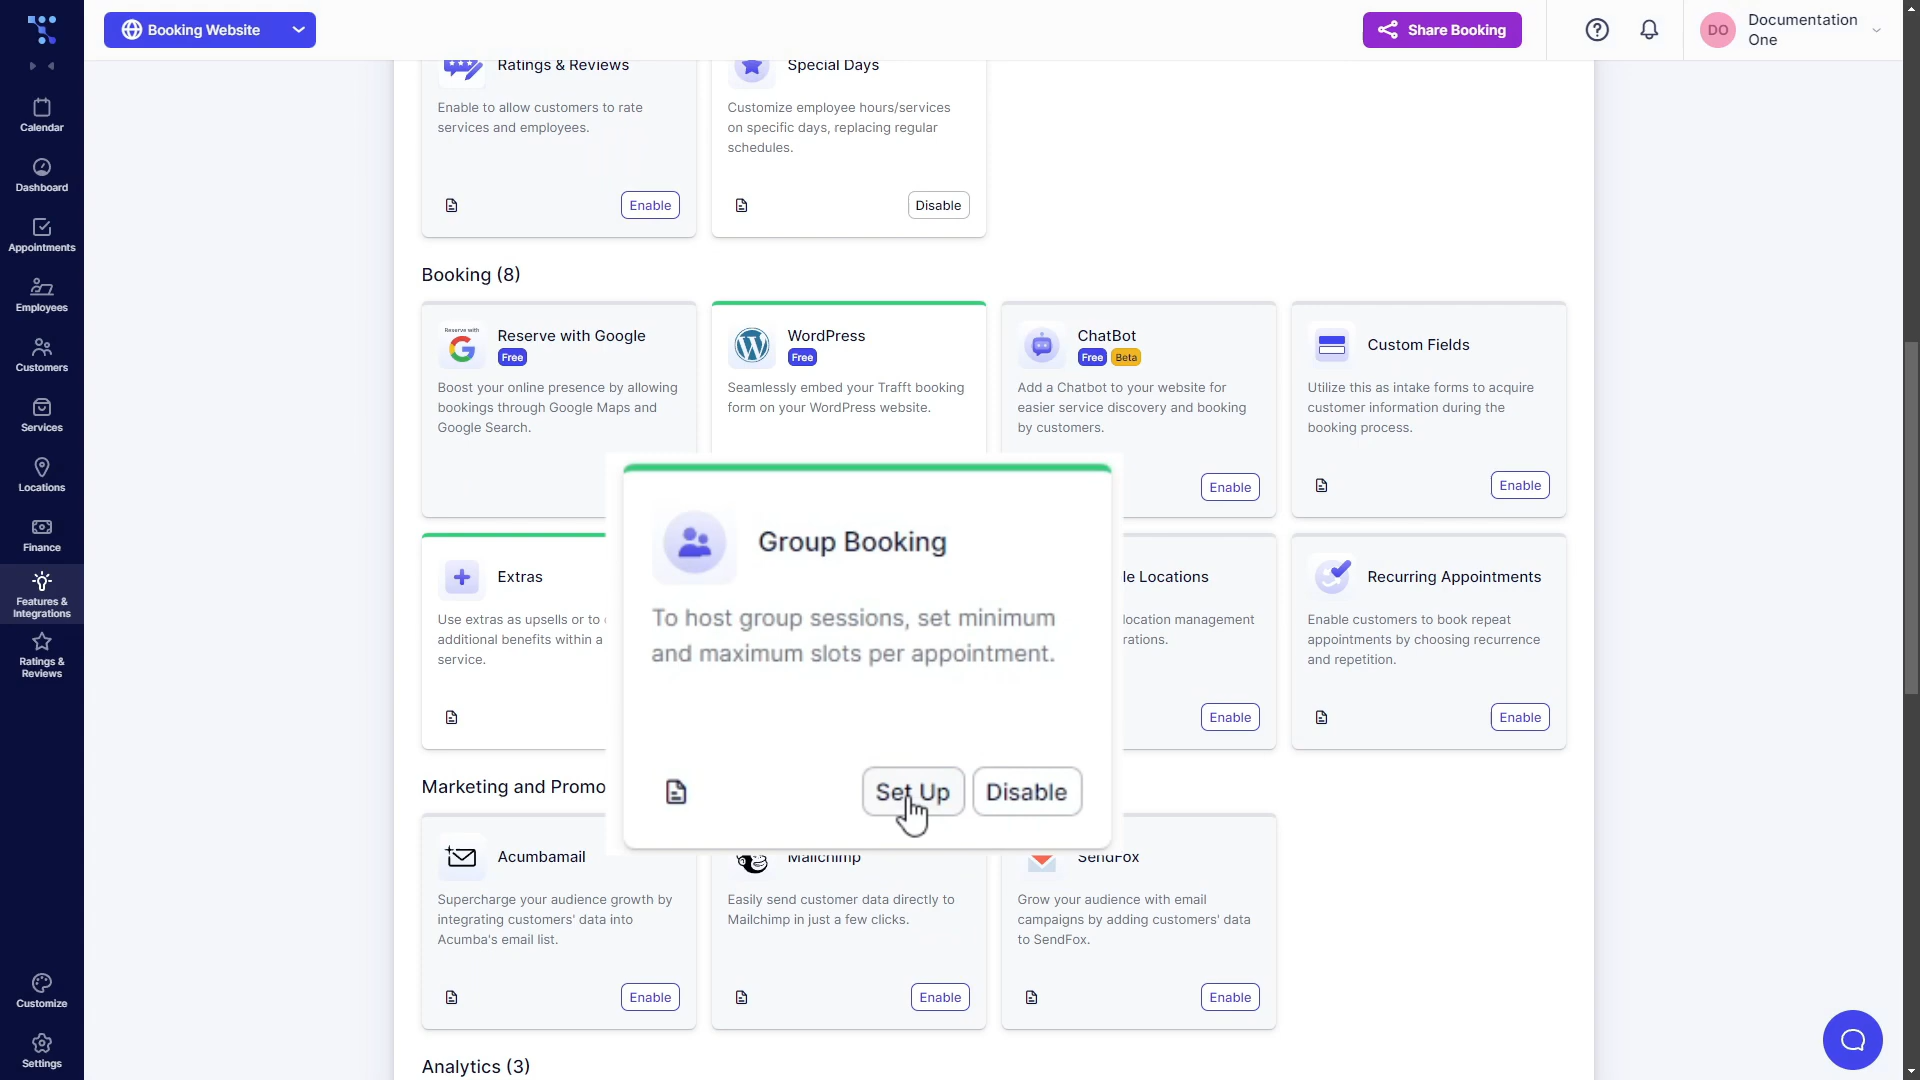 Booking Website
Share Booking
DO
Documentation
One
Calendar
Dashboard
Appointments
Employees
Customers
Services
Locations
Finance
Features &
Integrations
Ratings &
Reviews
Customize
Settings
Ratings & Reviews
Enable to allow customers to rate
services and employees.
Enable
Special Days
Customize employee hours/services
on specific days, replacing regular
schedules.
Disable
Booking (8)
Reserve with
Reserve with Google
Free
Boost your online presence by allowing
bookings through Google Maps and
Google Search.
WordPress
Free
Seamlessly embed your Trafft booking
form on your WordPress website.
ChatBot
Free
Beta
Add a Chatbot to your website for
easier service discovery and booking
by customers.
Enable
Custom Fields
Utilize this as intake forms to acquire
customer information during the
booking process.
Enable
Extras
Use extras as upsells or to
additional benefits within a
service.
Group Booking
To host group sessions, set minimum
and maximum slots per appointment.
Set Up
Disable
le Locations
location management
rations.
Enable
Recurring Appointments
Enable customers to book repeat
appointments by choosing recurrence
and repetition.
Enable
Marketing and Promo
Acumbamail
Supercharge your audience growth by
integrating customers' data into
Acumba's email list.
Enable
Mailchimp
Easily send customer data directly to
Mailchimp in just a few clicks.
Enable
SendFox
Grow your audience with email
campaigns by adding customers' data
to SendFox.
Enable
Analytics (3)